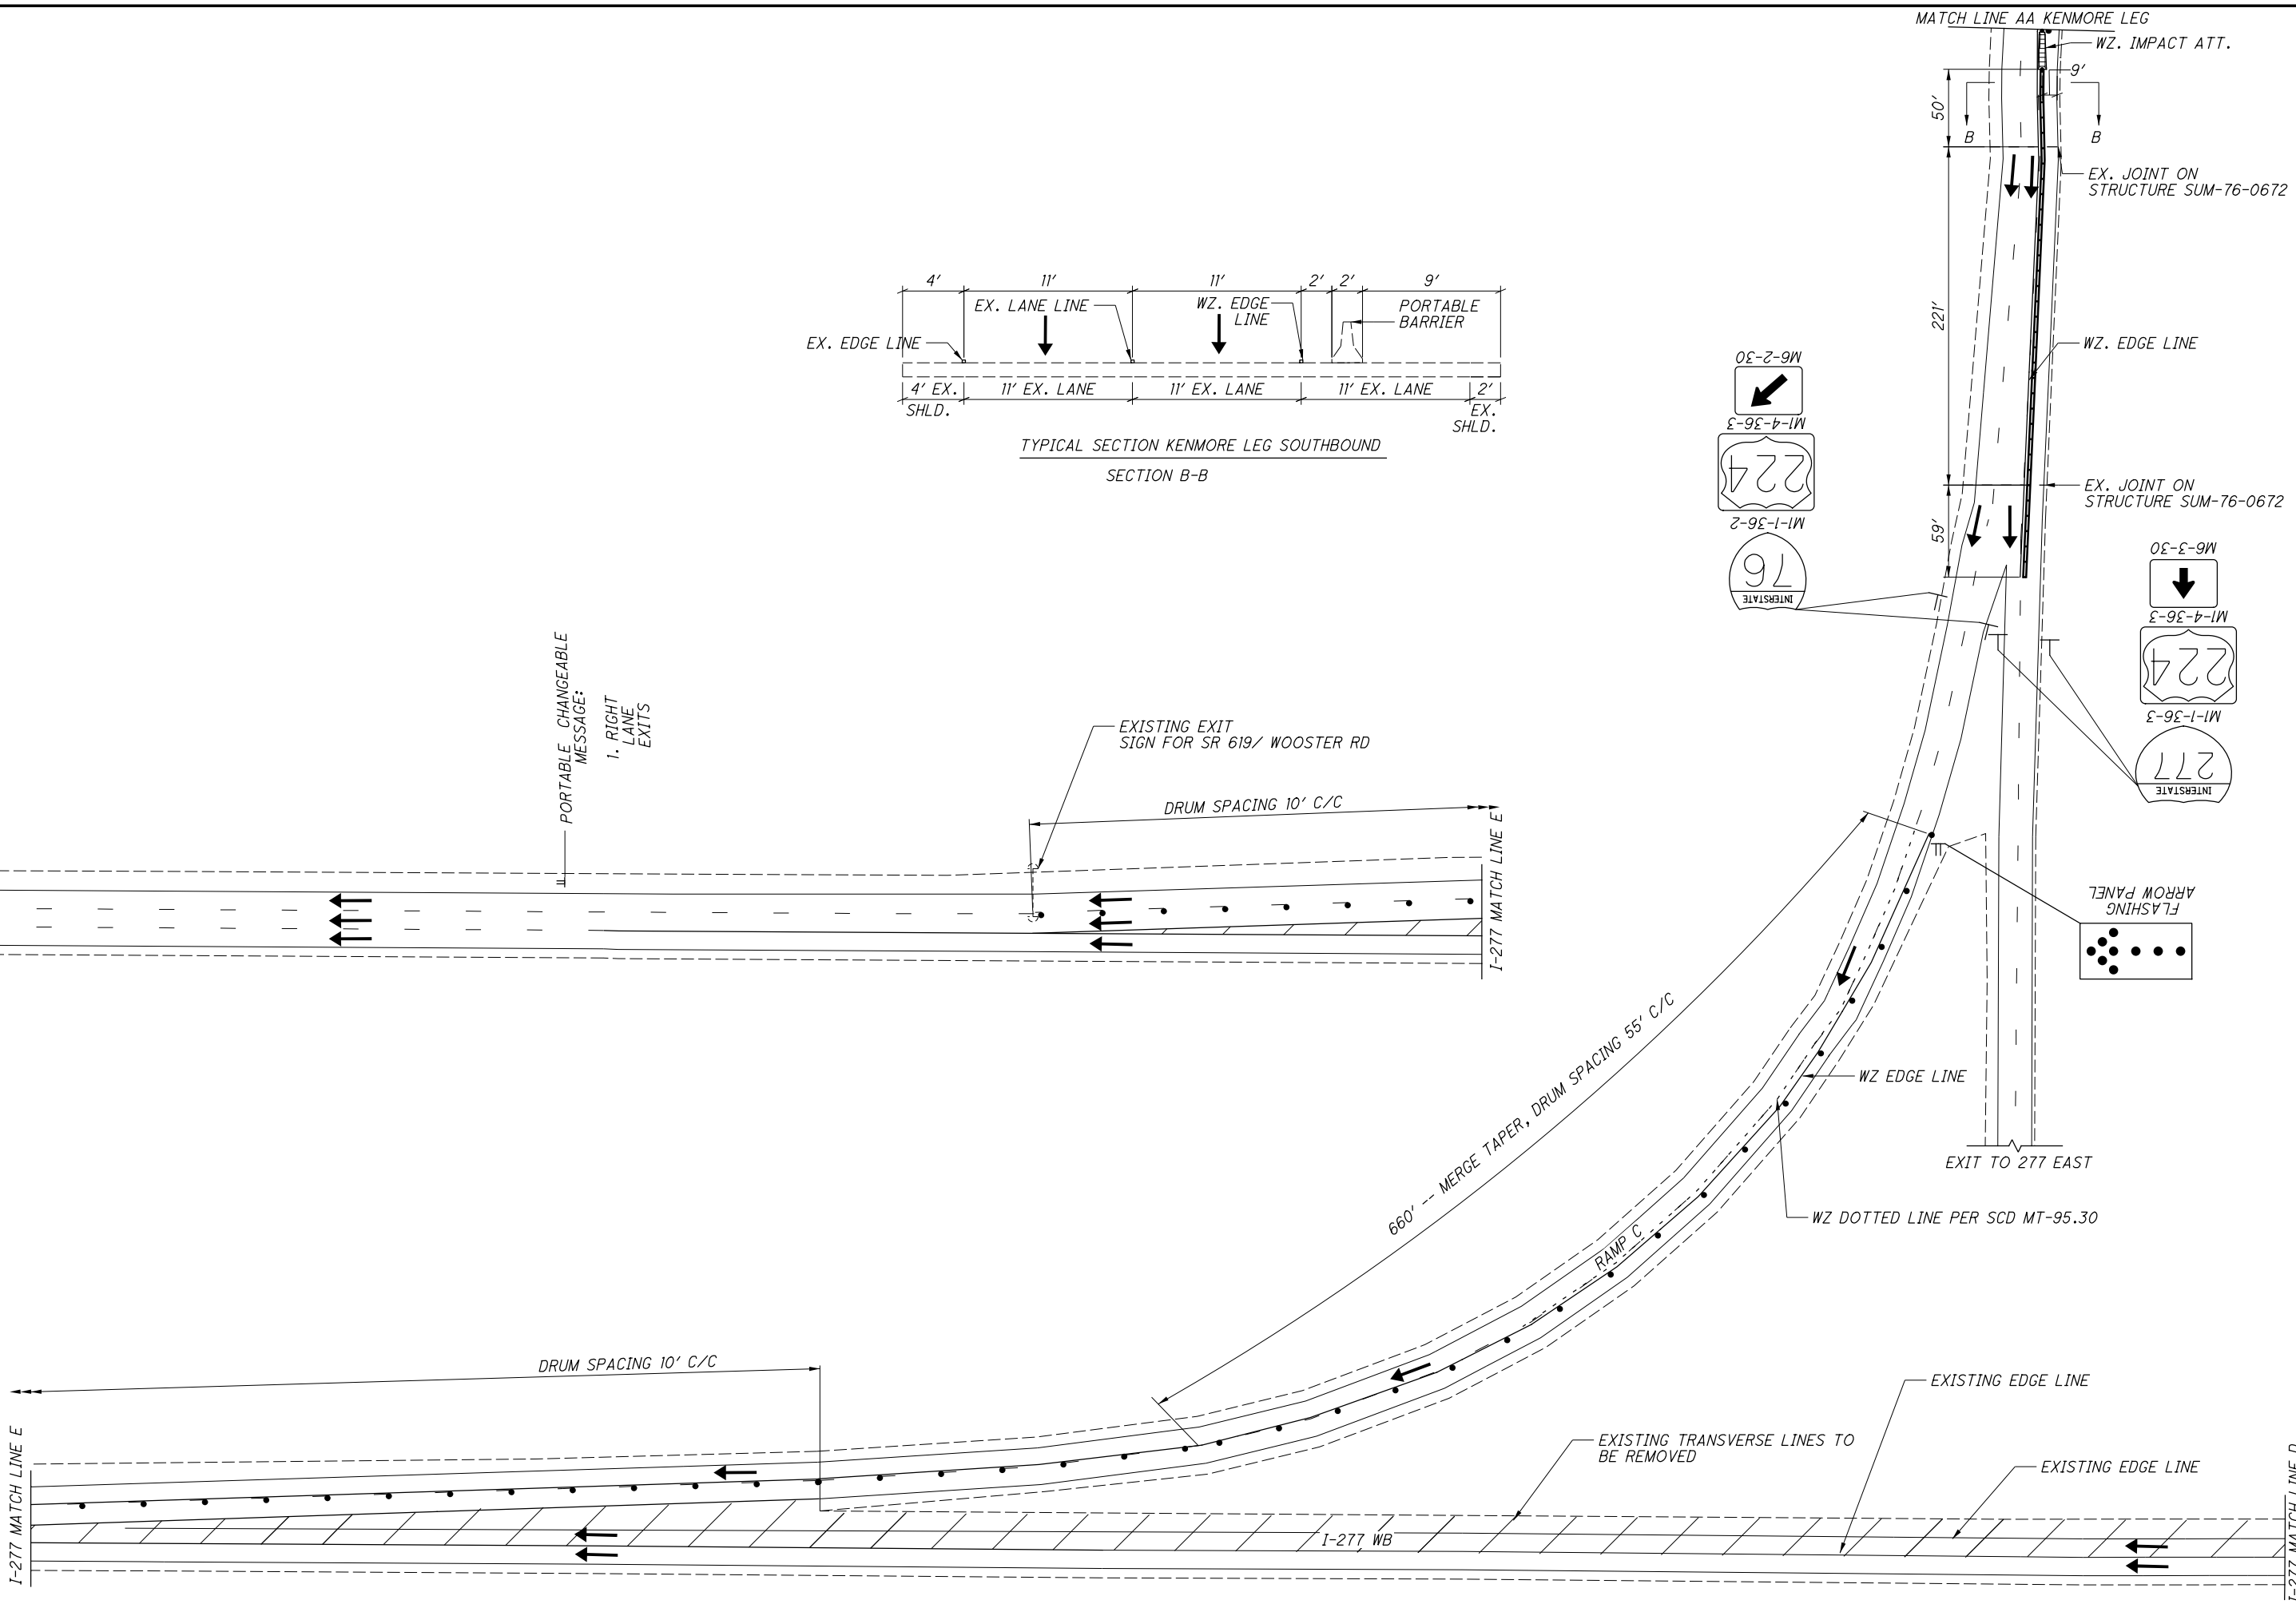 MATCH LINE AA KENMORE LEG
WZ. IMPACT ATT.
9'
50'
B
B
EX. JOINT ON
STRUCTURE SUM-76-0672
221'
WZ. EDGE LINE
EX. JOINT ON
STRUCTURE SUM-76-0672
59'
4'
11'
11'
2'
2'
9'
EX. LANE LINE
WZ. EDGE
LINE
PORTABLE
BARRIER
EX. EDGE LINE
4' EX.
SHLD.
11' EX. LANE
11' EX. LANE
11' EX. LANE
2'
EX.
SHLD.
TYPICAL SECTION KENMORE LEG SOUTHBOUND
SECTION B-B
M6-2-30
M1-4-36-3
224
M1-1-36-2
76
INTERSTATE
M6-3-30
M1-4-36-3
224
M1-1-36-3
277
INTERSTATE
PORTABLE CHANGEABLE
MESSAGE:
1. RIGHT
LANE
EXITS
EXISTING EXIT
SIGN FOR SR 619/ WOOSTER RD
DRUM SPACING 10' C/C
I-277 MATCH LINE E
FLASHING
ARROW PANEL
660' -- MERGE TAPER, DRUM SPACING 55' C/C
WZ EDGE LINE
EXIT TO 277 EAST
WZ DOTTED LINE PER SCD MT-95.30
RAMP C
DRUM SPACING 10' C/C
EXISTING EDGE LINE
EXISTING TRANSVERSE LINES TO
BE REMOVED
EXISTING EDGE LINE
I-277 MATCH LINE E
I-277 WB
I-277 MATCH LINE D